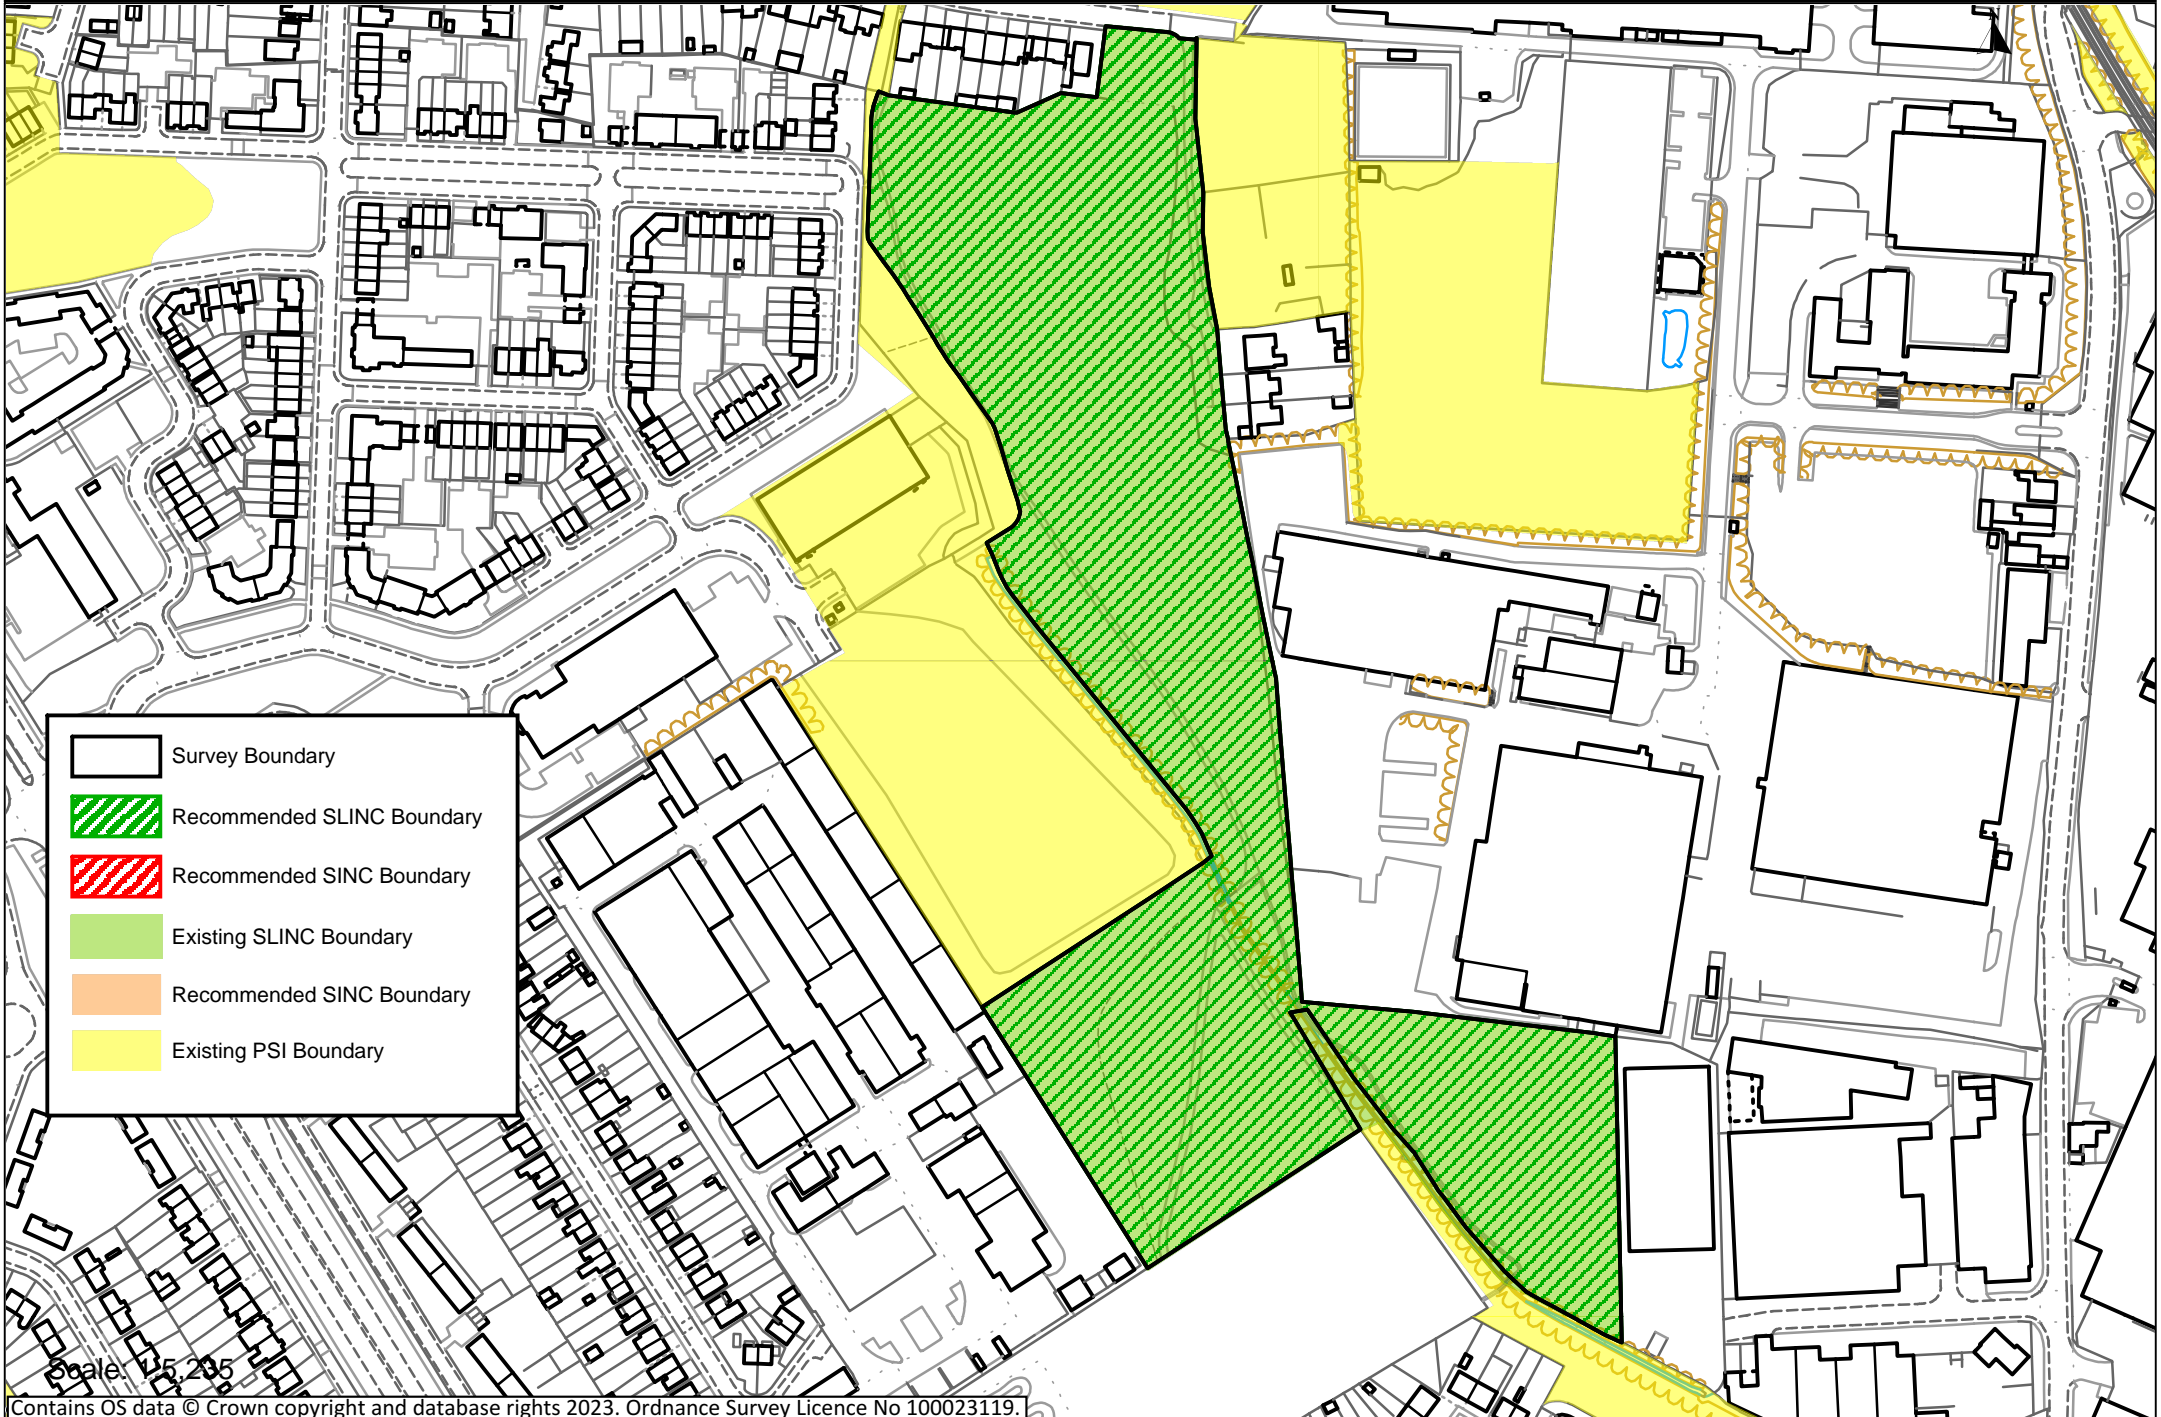 Survey Boundary
Recommended SLINC Boundary
Recommended SINC Boundary
Existing SLINC Boundary
Recommended SINC Boundary
Existing PSI Boundary
Scale: 1:5,235
Contains OS data © Crown copyright and database rights 2023. Ordnance Survey Licence No 100023119.